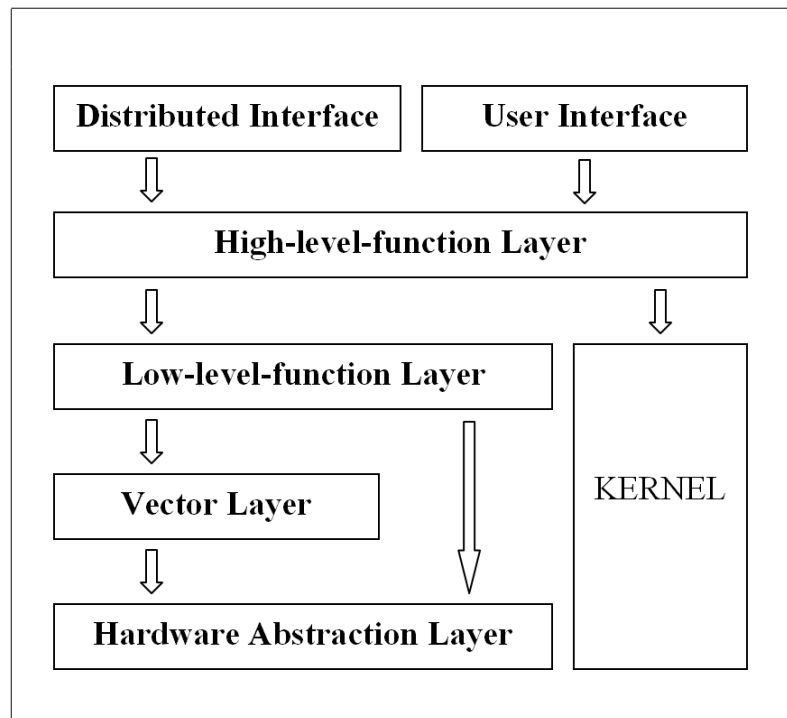 Distributed Interface
User Interface
High-level-function Layer
Low-level-function Layer
KERNEL
Vector Layer
Hardware Abstraction Layer